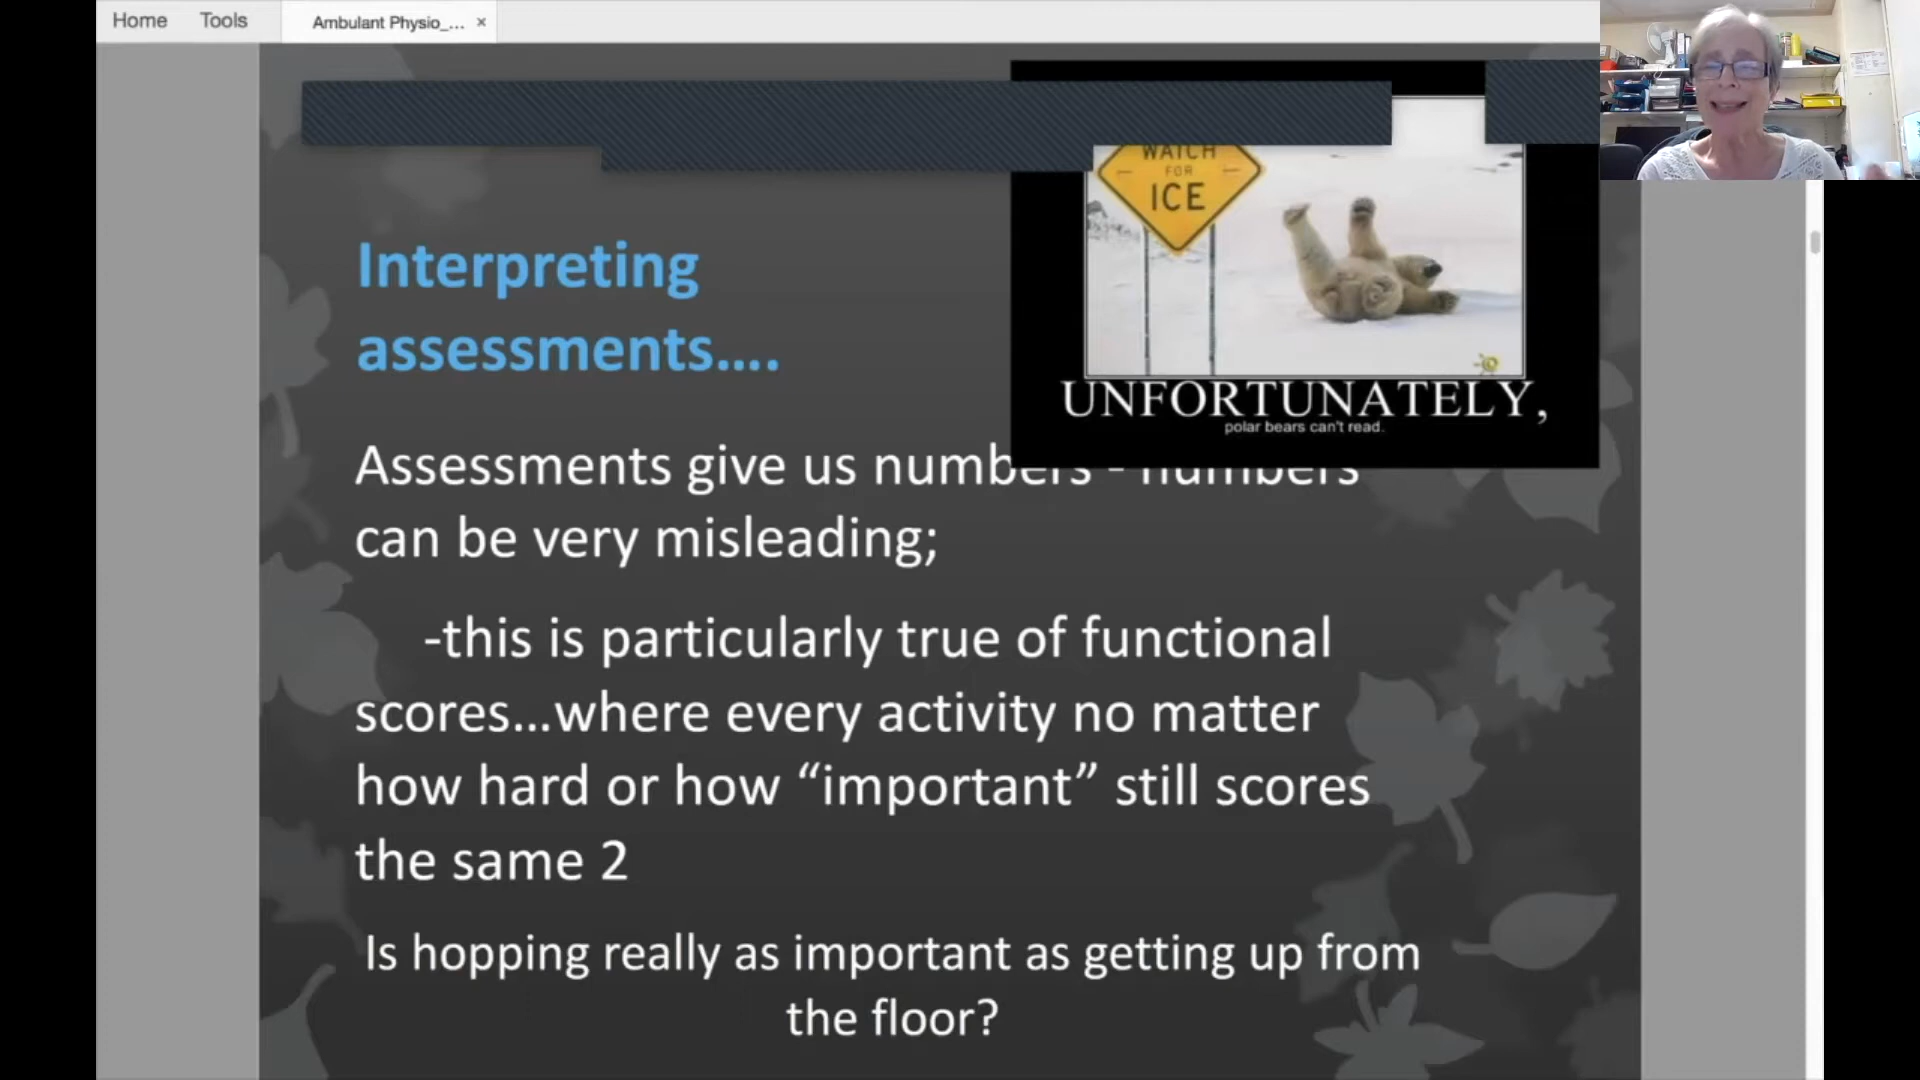 Home Tools Ambulant Physio_... ×
WATCH
FOR
ICE
UNFORTUNATELY,
polar bears can't read.
Interpreting
assessments....
Assessments give us numbers - numbers
can be very misleading;
-this is particularly true of functional
scores...where every activity no matter
how hard or how “important” still scores
the same 2
Is hopping really as important as getting up from
the floor?